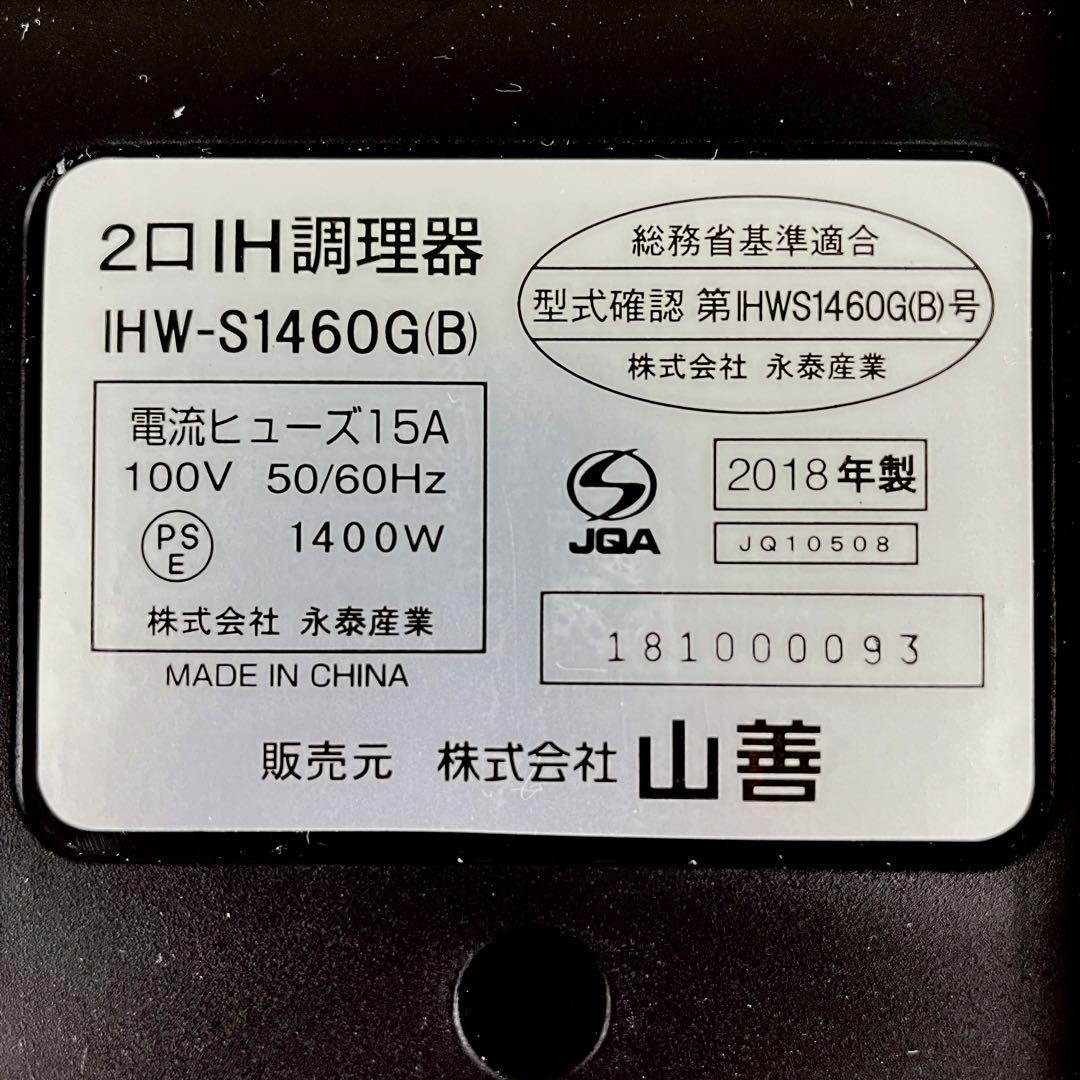 2口IH調理器
IHW-S1460G(B)
電流ヒューズ15A
100V 50/60Hz
PS
E
1400W
株式会社 永泰産業
MADE IN CHINA
総務省基準適合
型式確認 第IHWS1460G(B)号
株式会社 永泰産業
JQA
2018年製
JQ10508
181000093
販売元 株式会社 山善